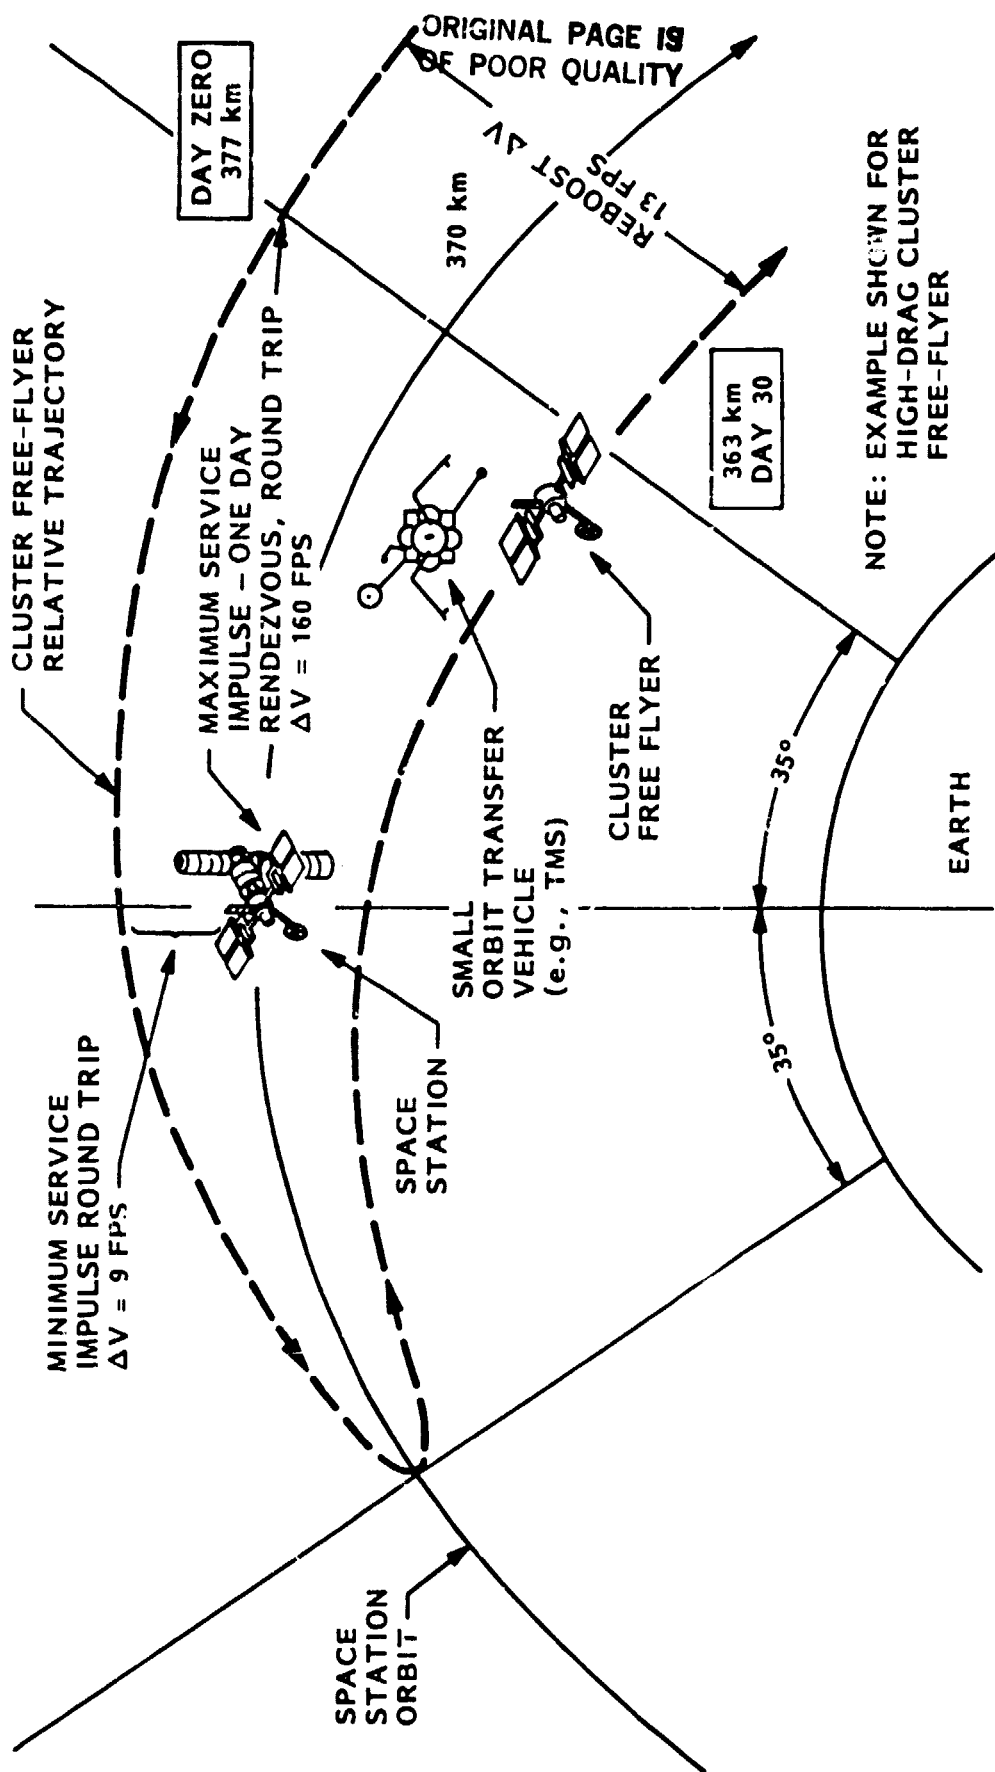 ORIGINAL PAGE IS
OF POOR QUALITY
DAY ZERO
377 km
CLUSTER FREE-FLYER
RELATIVE TRAJECTORY
MAXIMUM SERVICE
IMPULSE – ONE DAY
RENDEZVOUS, ROUND TRIP
ΔV = 160 FPS
370 km
REBOOST ΔV
13 FPS
MINIMUM SERVICE
IMPULSE ROUND TRIP
ΔV = 9 FPS
SPACE
STATION
SMALL
ORBIT TRANSFER
VEHICLE
(e.g., TMS)
CLUSTER
FREE FLYER
363 km
DAY 30
NOTE: EXAMPLE SHOWN FOR
HIGH-DRAG CLUSTER
FREE-FLYER
SPACE
STATION
ORBIT
35°
35°
EARTH